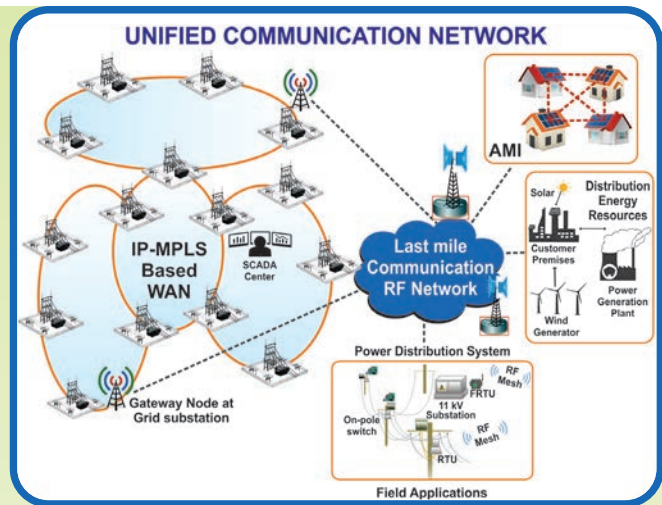 UNIFIED COMMUNICATION NETWORK
IP-MPLS
Based
WAN
SCADA
Center
Gateway Node at
Grid substation
Last mile
Communication
RF Network
AMI
Distribution
Energy
Resources
Solar
Customer
Premises
Wind
Generator
Power
Generation
Plant
Power Distribution System
On-pole
switch
11 kV
Substation
FRTU
RF
Mesh
RTU
RF
Mesh
Field Applications